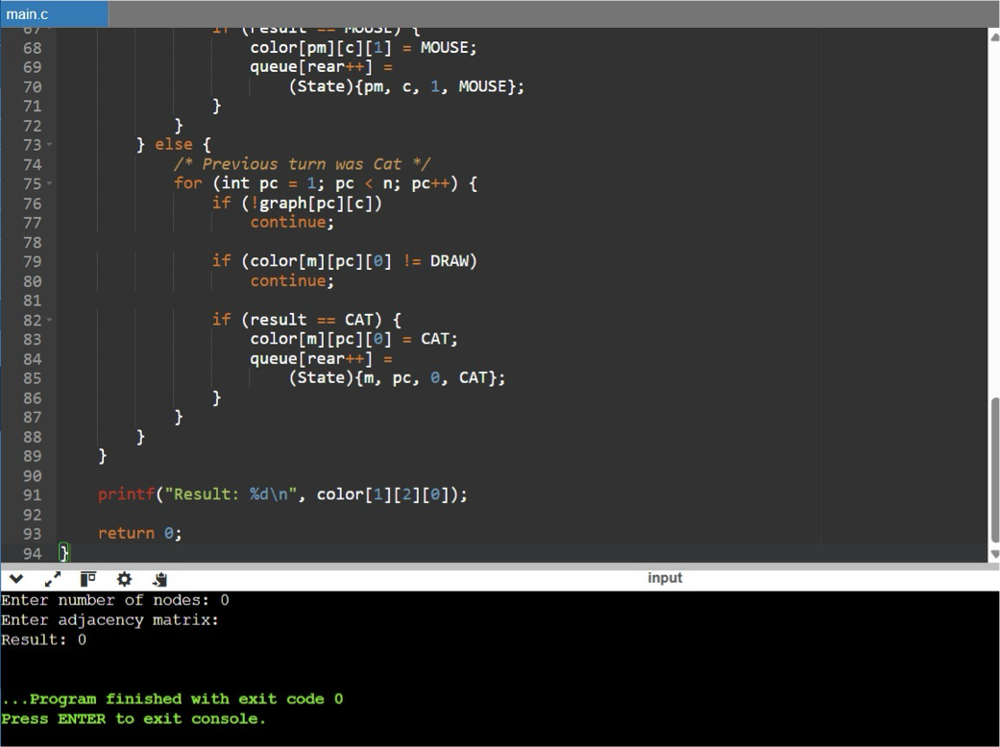 main.c
67 if (result == MOUSE) {
68 color[pm][c][1] = MOUSE;
69 queue[rear++] =
70 (State){pm, c, 1, MOUSE};
71 }
72 }
73 } else {
74 /* Previous turn was Cat */
75 for (int pc = 1; pc < n; pc++) {
76 if (!graph[pc][c])
77 continue;
78
79 if (color[m][pc][0] != DRAW)
80 continue;
81
82 if (result == CAT) {
83 color[m][pc][0] = CAT;
84 queue[rear++] =
85 (State){m, pc, 0, CAT};
86 }
87 }
88 }
89 }
90
91 printf("Result: %d\n", color[1][2][0]);
92
93 return 0;
94 }
input
Enter number of nodes: 0
Enter adjacency matrix:
Result: 0
...Program finished with exit code 0
Press ENTER to exit console.